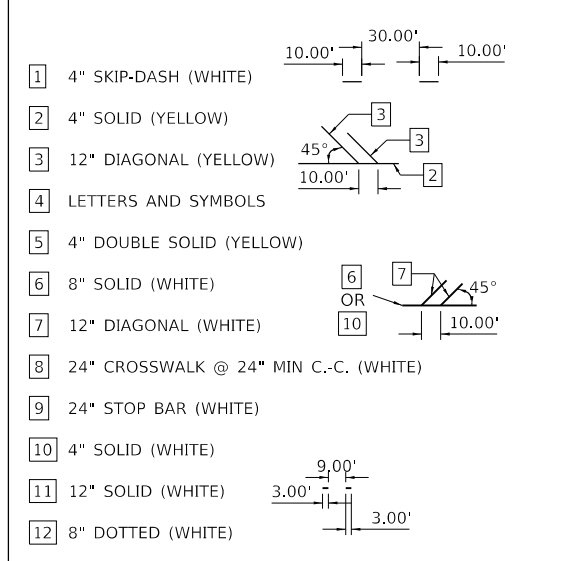 30.00'
10.00' 10.00'
1 4" SKIP-DASH (WHITE)
2 4" SOLID (YELLOW)
3
3 12" DIAGONAL (YELLOW) 45° 3
10.00' 2
4 LETTERS AND SYMBOLS
5 4" DOUBLE SOLID (YELLOW)
6 8" SOLID (WHITE) 6 7 45°
OR
7 12" DIAGONAL (WHITE) 10 10.00'
8 24" CROSSWALK @ 24" MIN C.-C. (WHITE)
9 24" STOP BAR (WHITE)
10 4" SOLID (WHITE)
9.00'
11 12" SOLID (WHITE) 3.00'
3.00'
12 8" DOTTED (WHITE)